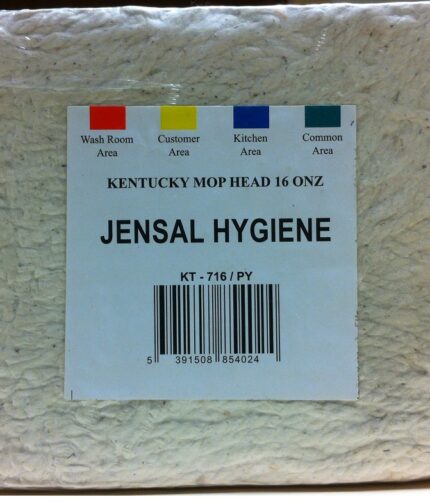 Wash Room Customer Kitchen Common
Area Area Area Area
KENTUCKY MOP HEAD 16 ONZ
JENSAL HYGIENE
KT - 716 / PY
5 391508 854024